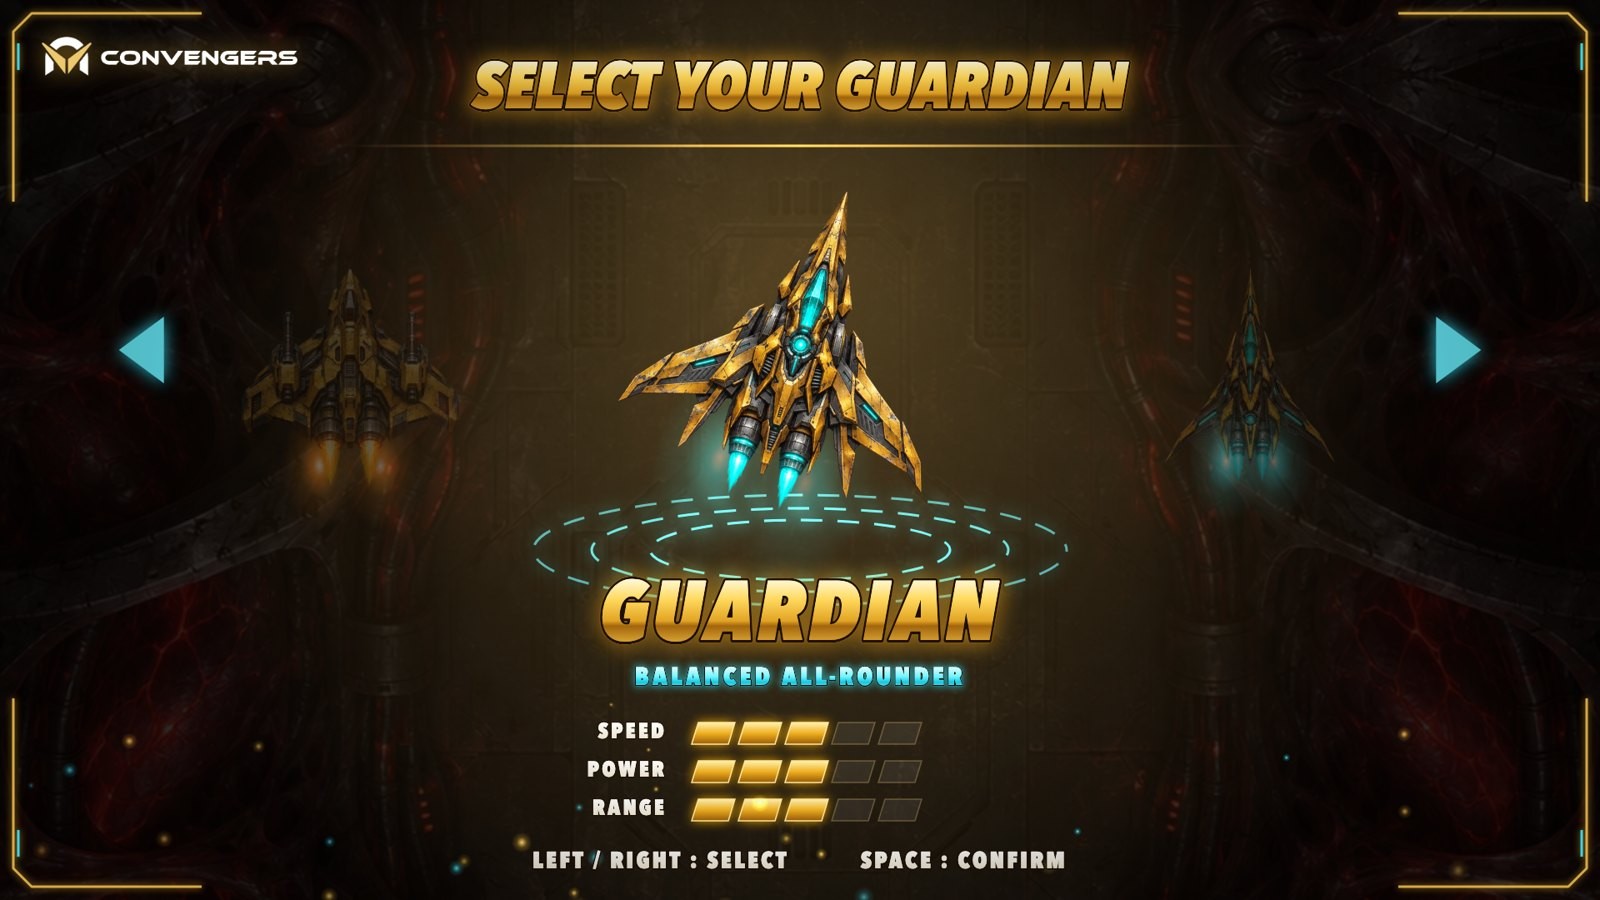 CONVENGERS
SELECT YOUR GUARDIAN
GUARDIAN
BALANCED ALL-ROUNDER
SPEED
POWER
RANGE
LEFT / RIGHT : SELECT SPACE : CONFIRM